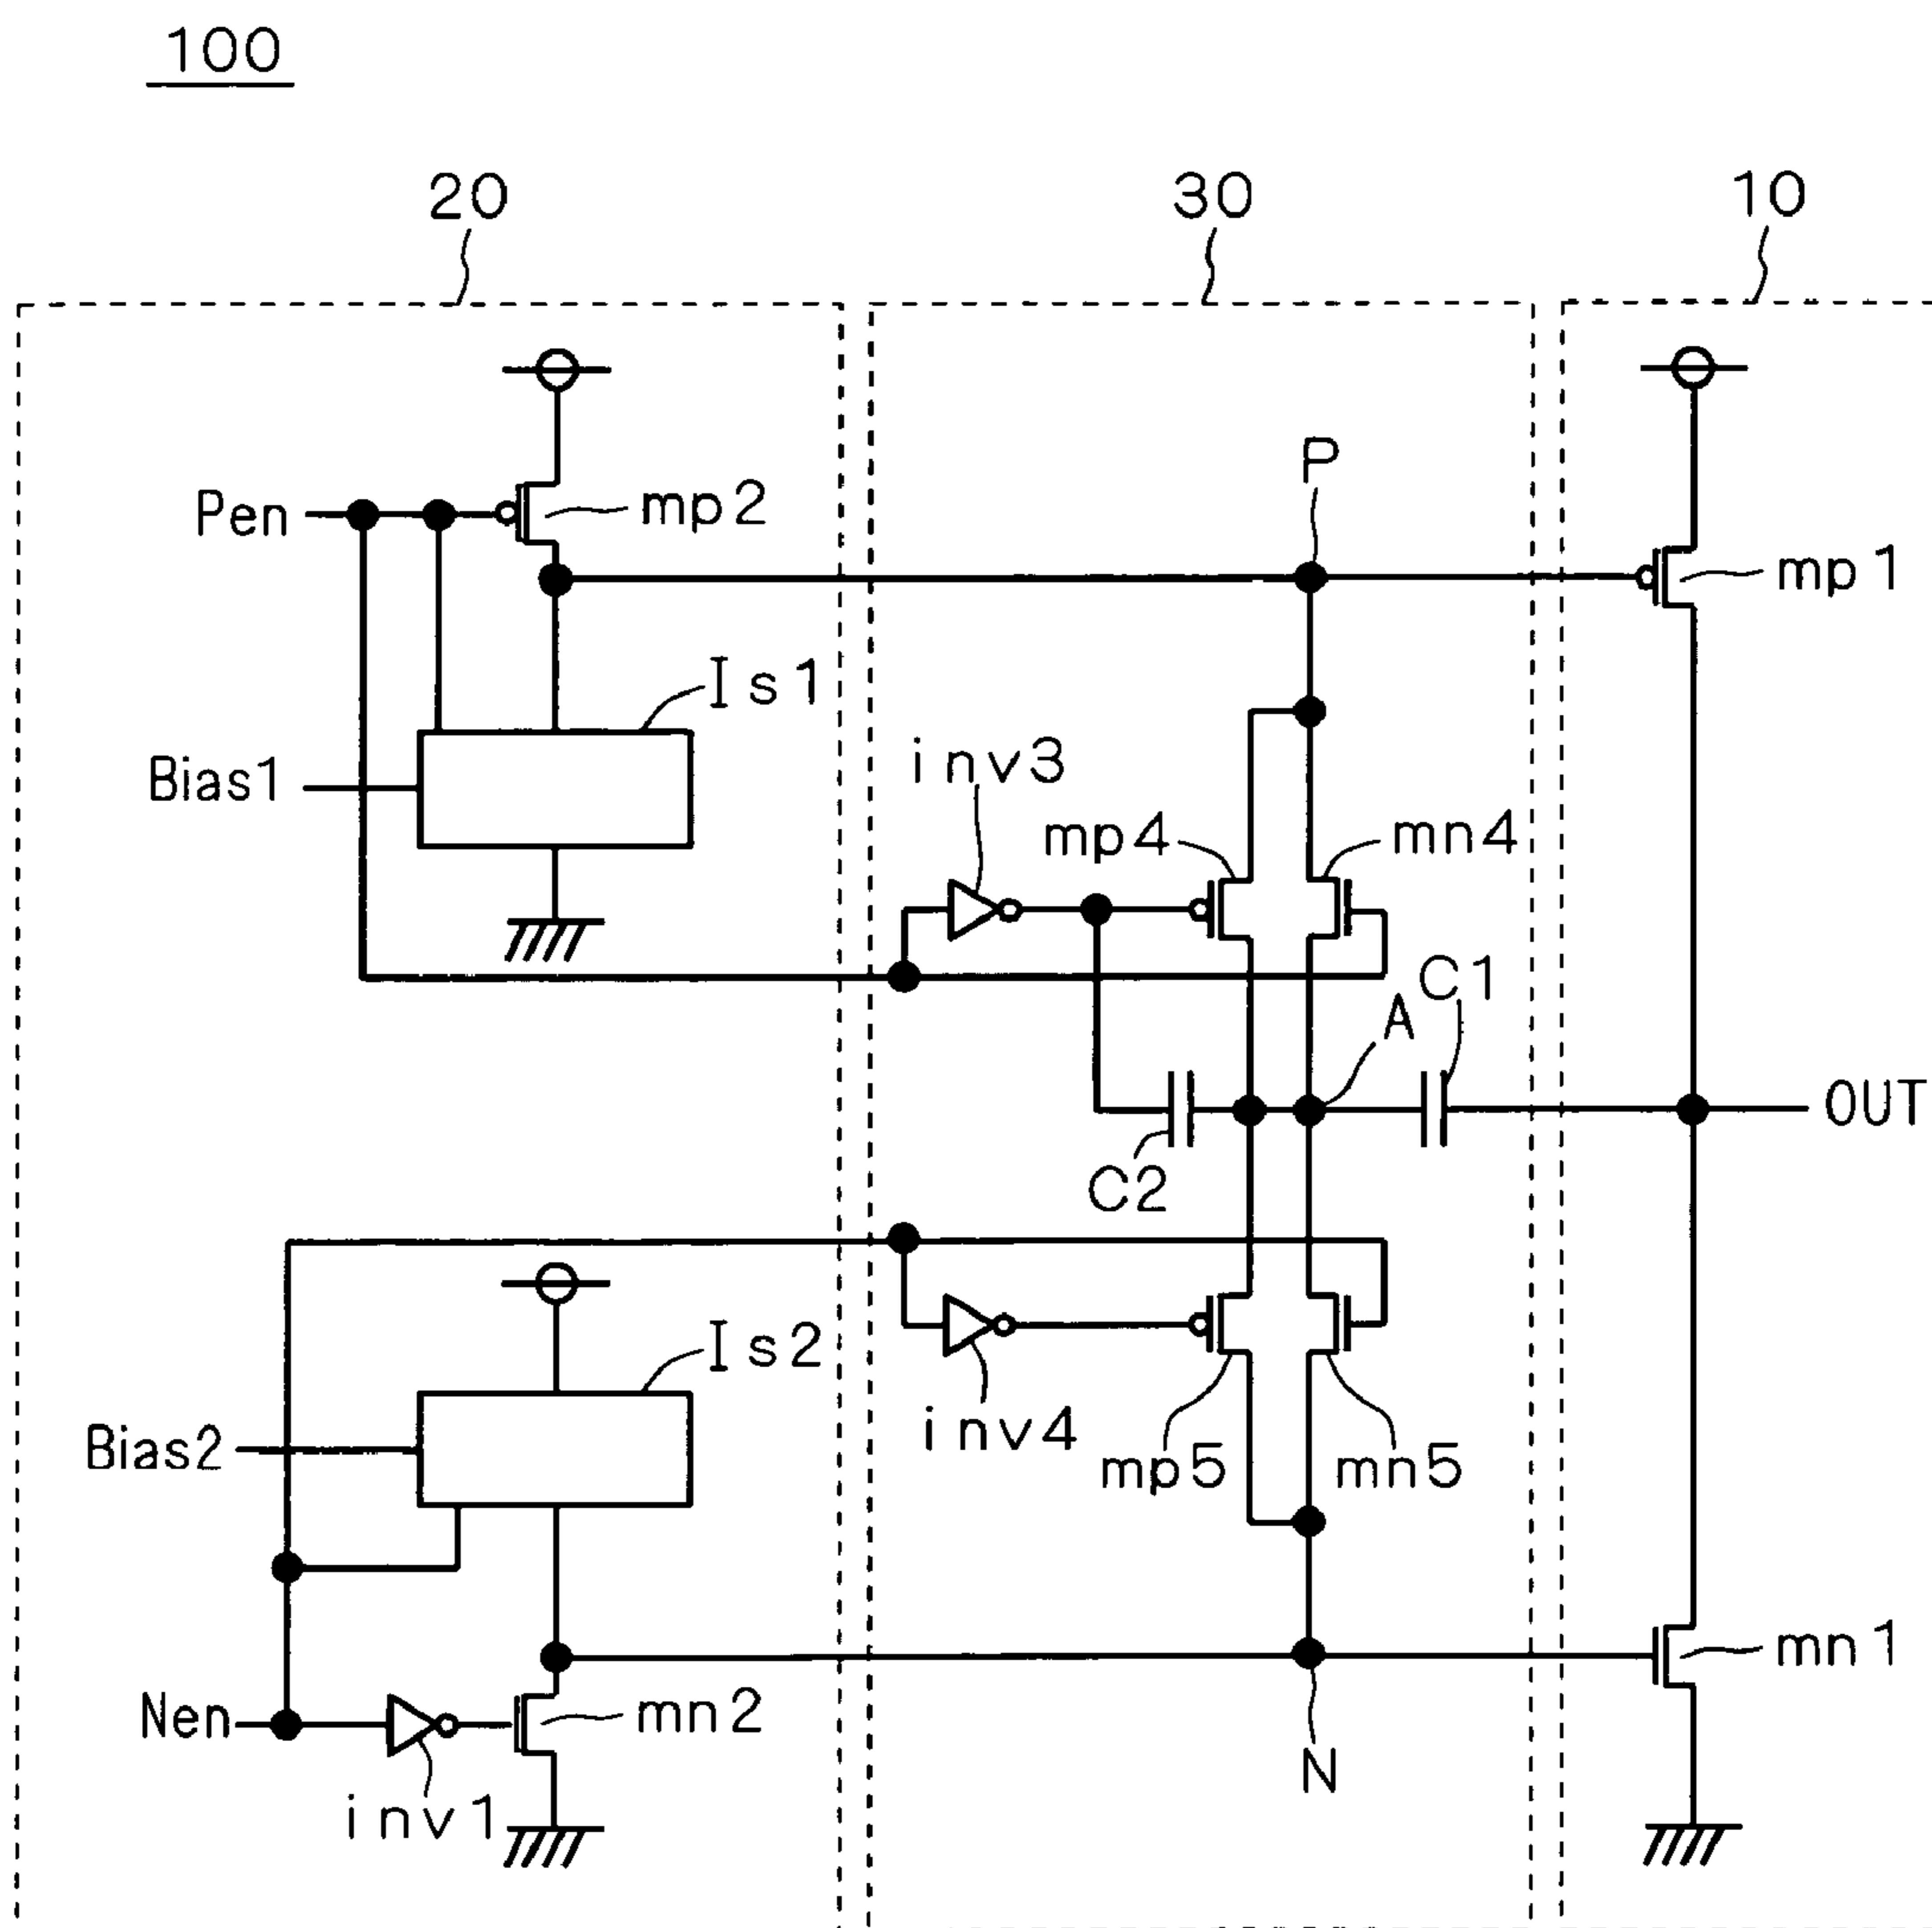 100
20
30
10
P
Pen
mp2
mp1
Is1
inv3
Bias1
mp4
mn4
A
C1
OUT
C2
Is2
inv4
Bias2
mp5
mn5
mn1
Nen
mn2
N
inv1